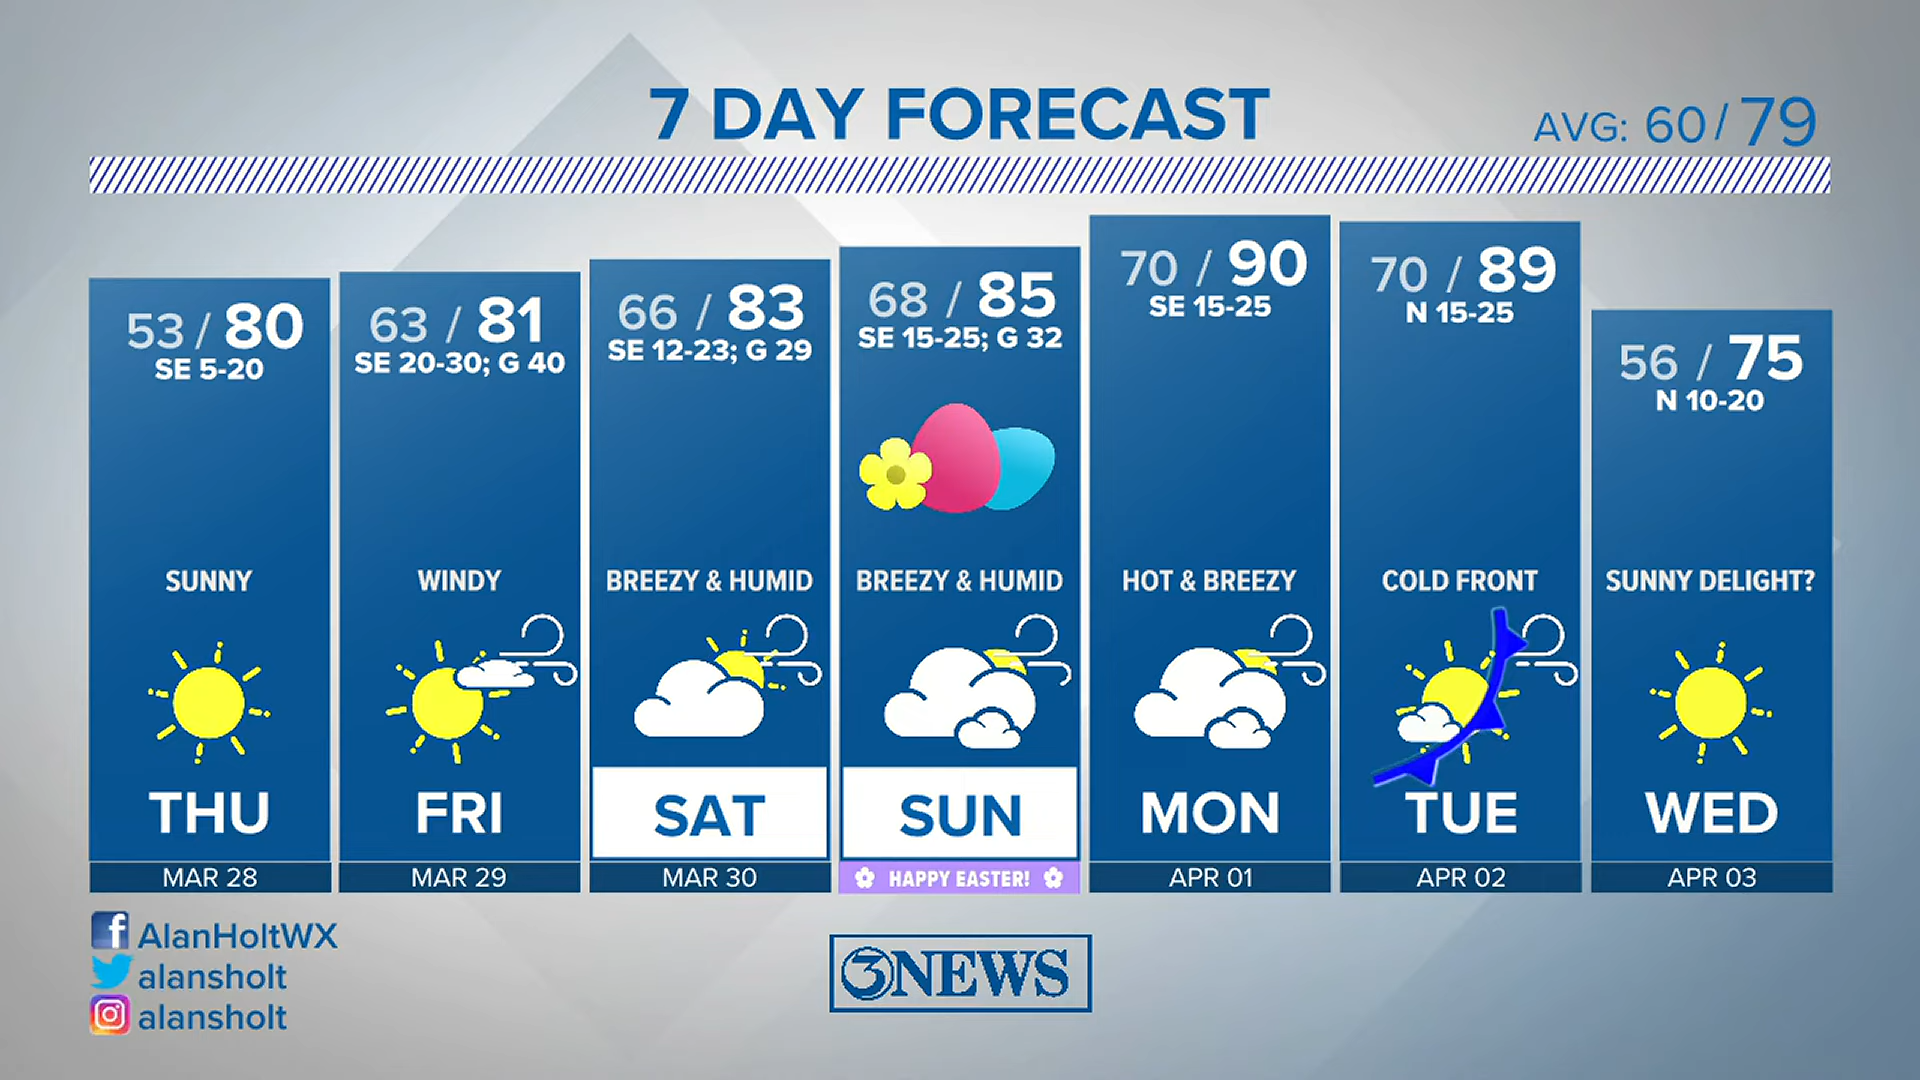 7 DAY FORECAST
AVG: 60/79
53/80
SE 5-20
SUNNY
THU
MAR 28
63/81
SE 20-30; G 40
WINDY
FRI
MAR 29
66/83
SE 12-23; G 29
BREEZY & HUMID
SAT
MAR 30
68/85
SE 15-25; G 32
BREEZY & HUMID
SUN
HAPPY EASTER!
70/90
SE 15-25
HOT & BREEZY
MON
APR 01
70/89
N 15-25
COLD FRONT
TUE
APR 02
56/75
N 10-20
SUNNY DELIGHT?
WED
APR 03
f AlanHoltWX
alansholt
alansholt
3NEWS